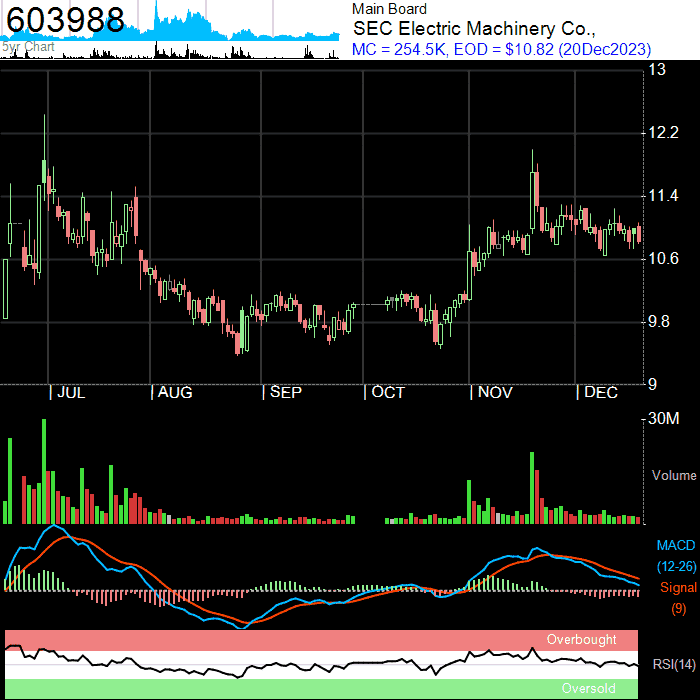 603988
5yr Chart
Main Board
SEC Electric Machinery Co.,
MC = 254.5K, EOD = $10.82 (20Dec2023)
13
12.2
11.4
10.6
9.8
9
JUL
AUG
SEP
OCT
NOV
DEC
30M
Volume
MACD
(12-26)
Signal
(9)
Overbought
RSI(14)
Oversold